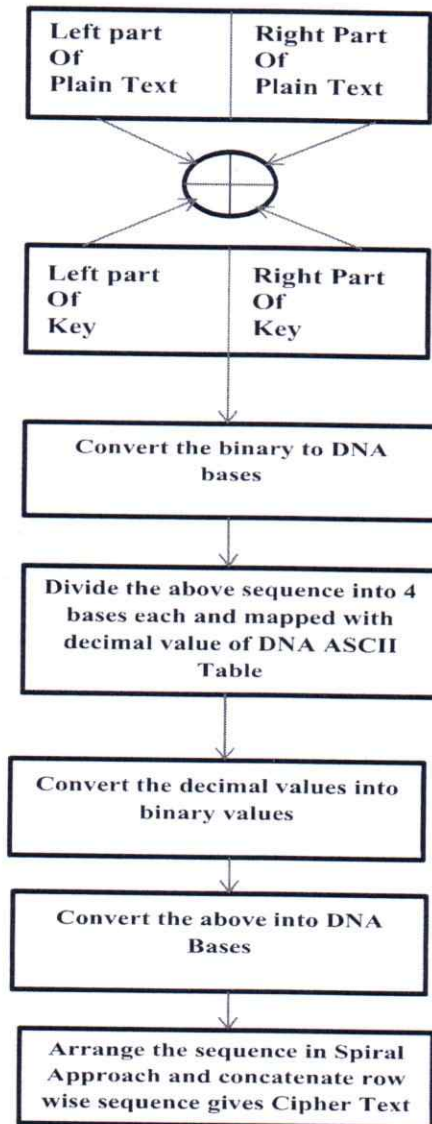 Left part
Of
Plain Text
Right Part
Of
Plain Text
Left part
Of
Key
Right Part
Of
Key
Convert the binary to DNA
bases
Divide the above sequence into 4
bases each and mapped with
decimal value of DNA ASCII
Table
Convert the decimal values into
binary values
Convert the above into DNA
Bases
Arrange the sequence in Spiral
Approach and concatenate row
wise sequence gives Cipher Text